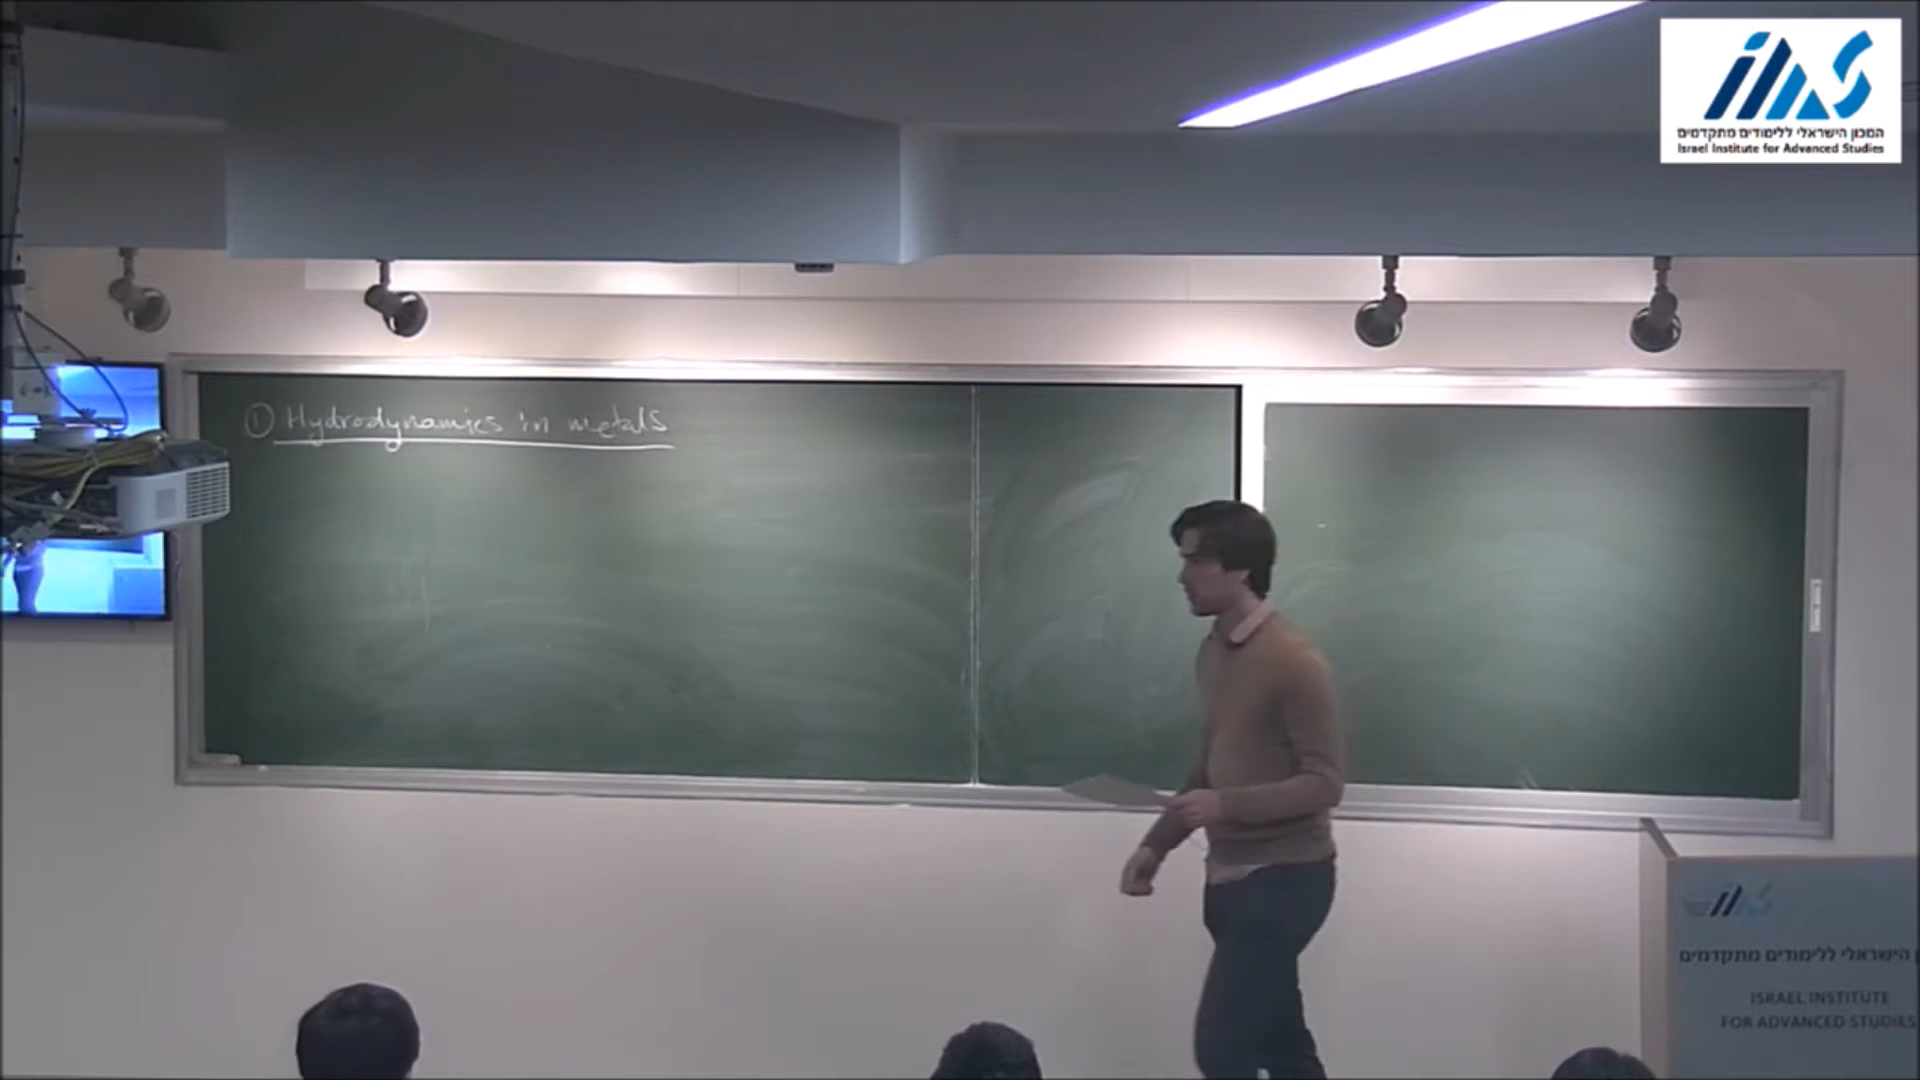 המכון הישראלי ללימודים מתקדמים
Israel Institute for Advanced Studies
① Hydrodynamics in metals
הישראלי ללימודים מתקדמים
ISRAEL INSTITUTE
FOR ADVANCED STUDIES